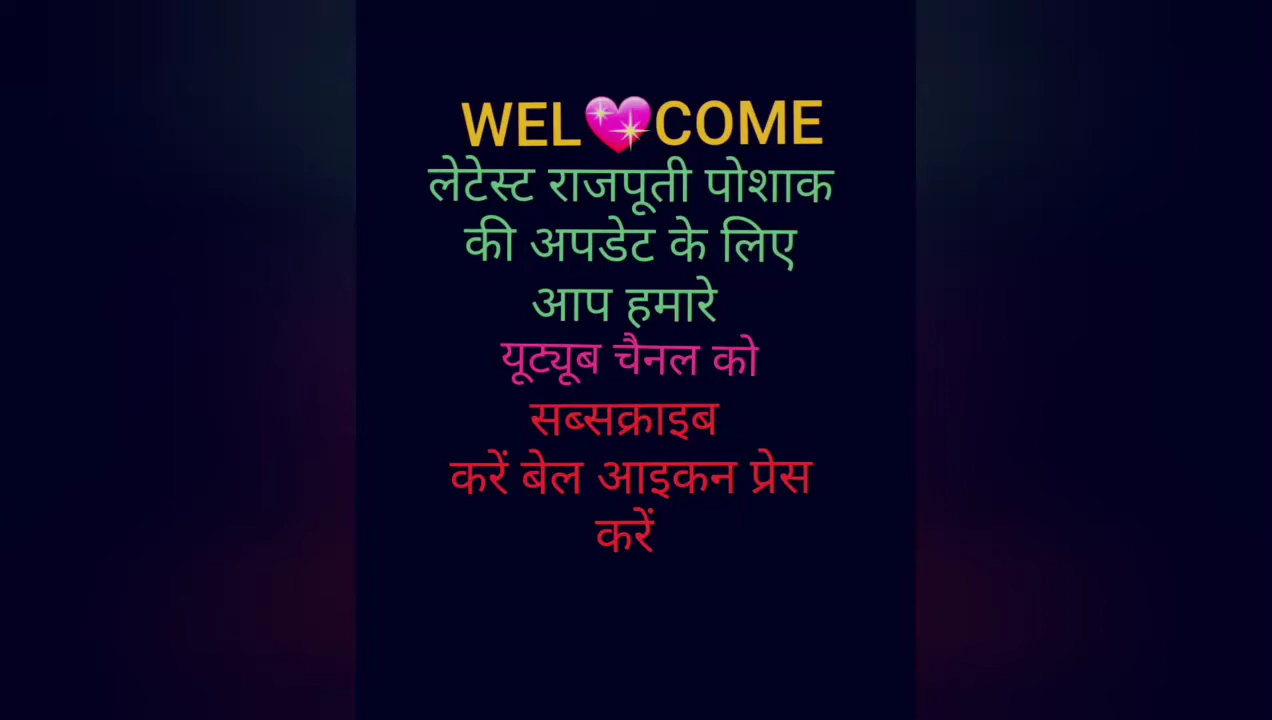 WEL💖COME
लेटेस्ट राजपूती पोशाक
की अपडेट के लिए
आप हमारे
यूट्यूब चैनल को
सब्सक्राइब
करें बेल आइकन प्रेस
करें